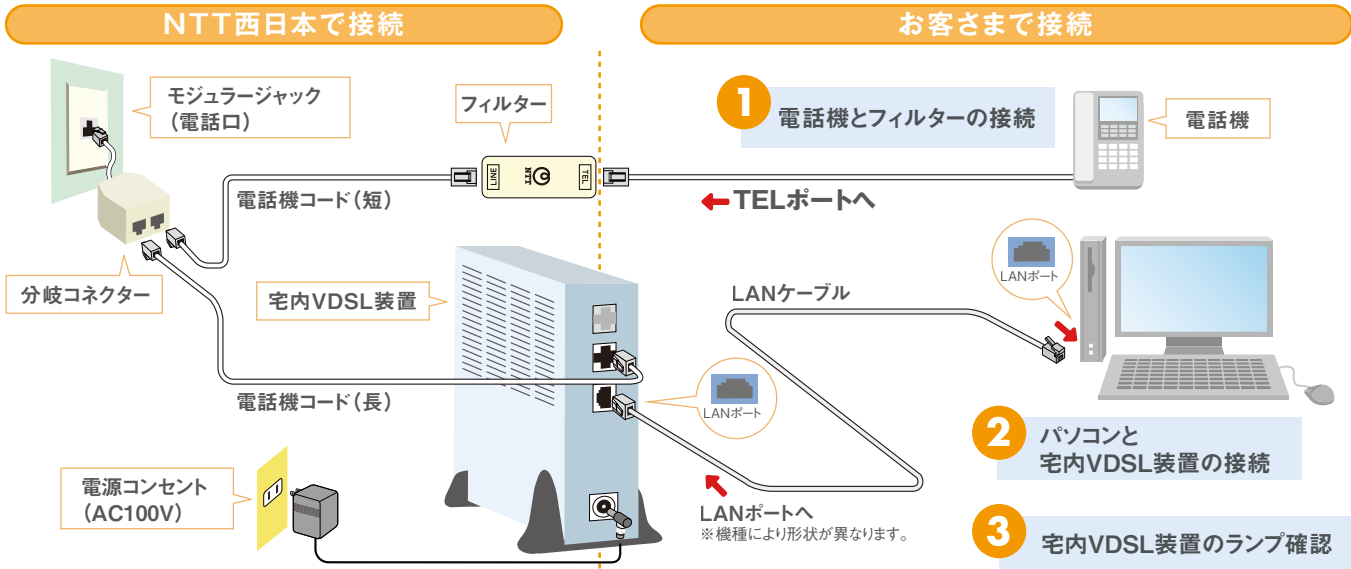 NTT西日本で接続
お客さまで接続
モジュラージャック
（電話口）
フィルター
1
電話機とフィルターの接続
電話機
LINE
NTT
TEL
電話機コード（短）
TELポートへ
分岐コネクター
宅内VDSL装置
LANケーブル
LANポート
電話機コード（長）
LANポート
2
パソコンと
宅内VDSL装置の接続
電源コンセント
（AC100V）
LANポートへ
※機種により形状が異なります。
3
宅内VDSL装置のランプ確認